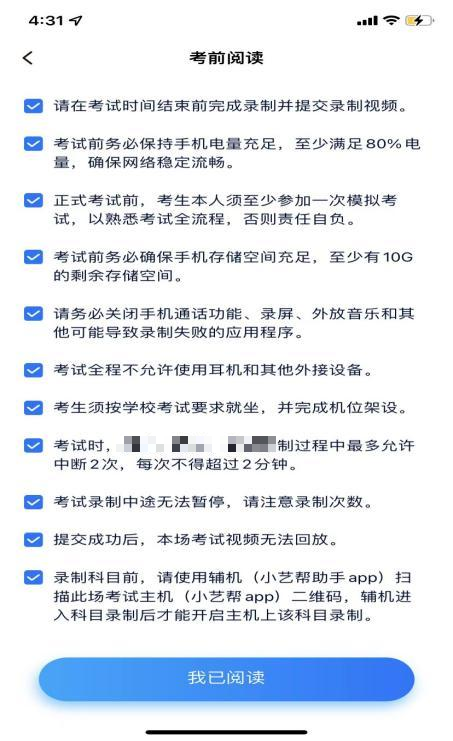 4:31
考前阅读
请在考试时间结束前完成录制并提交录制视频。
考试前务必保持手机电量充足，至少满足80%电
量，确保网络稳定流畅。
正式考试前，考生本人须至少参加一次模拟考
试，以熟悉考试全流程，否则责任自负。
考试前务必确保手机存储空间充足，至少有10G
的剩余存储空间。
请务必关闭手机通话功能、录屏、外放音乐和其
他可能导致录制失败的应用程序。
考试全程不允许使用耳机和其他外接设备。
考生须按学校考试要求就坐，并完成机位架设。
考试时，制过程中最多允许
中断2次，每次不得超过2分钟。
考试录制中途无法暂停，请注意录制次数。
提交成功后，本场考试视频无法回放。
录制科目前，请使用辅机（小艺帮助手app）扫
描此场考试主机（小艺帮app）二维码，辅机进
入科目录制后才能开启主机上该科目录制。
我已阅读